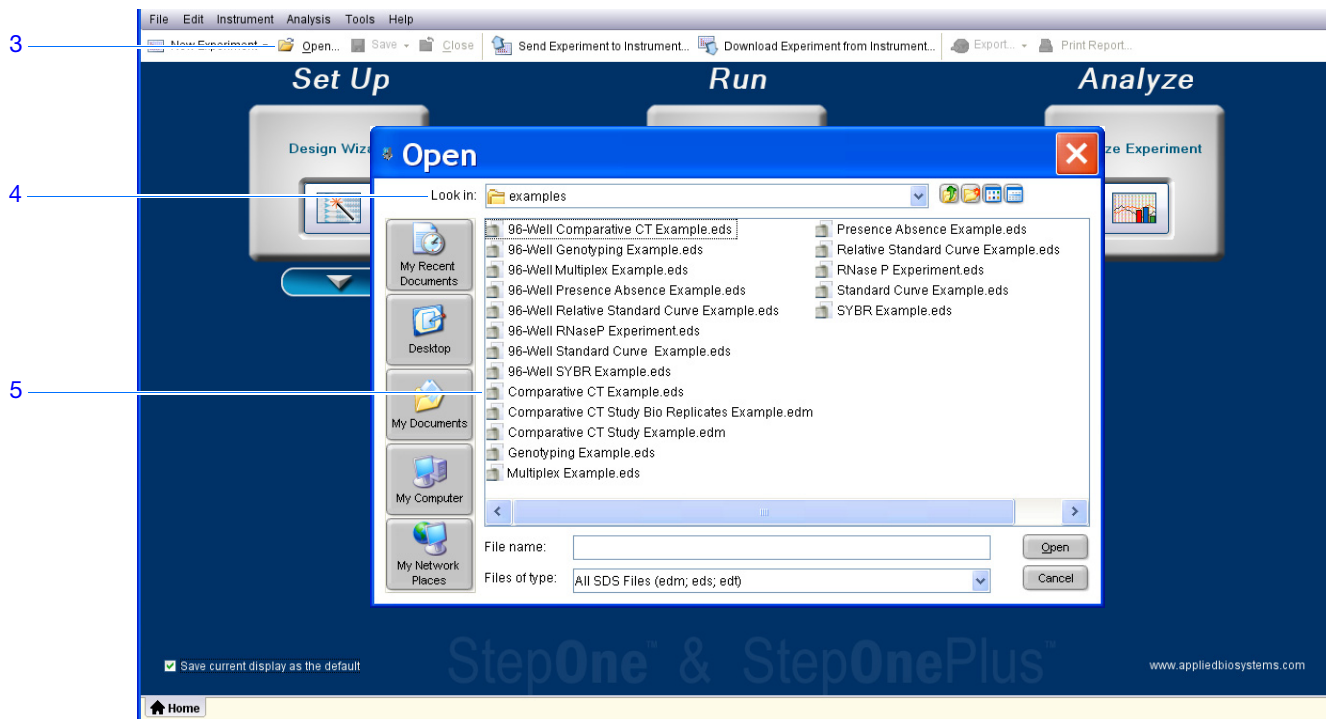 File Edit Instrument Analysis Tools Help
3
New Experiment Open... Save Close Send Experiment to Instrument... Download Experiment from Instrument... Export... Print Report...
Set Up Run Analyze
Design Wiza ze Experiment
Open
4
Look in: examples
My Recent Documents
Desktop
My Documents
My Computer
My Network Places
5
96-Well Comparative CT Example.eds
96-Well Genotyping Example.eds
96-Well Multiplex Example.eds
96-Well Presence Absence Example.eds
96-Well Relative Standard Curve Example.eds
96-Well RNaseP Experiment.eds
96-Well Standard Curve Example.eds
96-Well SYBR Example.eds
Comparative CT Example.eds
Comparative CT Study Bio Replicates Example.edm
Comparative CT Study Example.edm
Genotyping Example.eds
Multiplex Example.eds
Presence Absence Example.eds
Relative Standard Curve Example.eds
RNase P Experiment.eds
Standard Curve Example.eds
SYBR Example.eds
File name: Open
Files of type: All SDS Files (edm; eds; edt) Cancel
StepOne™ & StepOnePlus™
Save current display as the default www.appliedbiosystems.com
Home